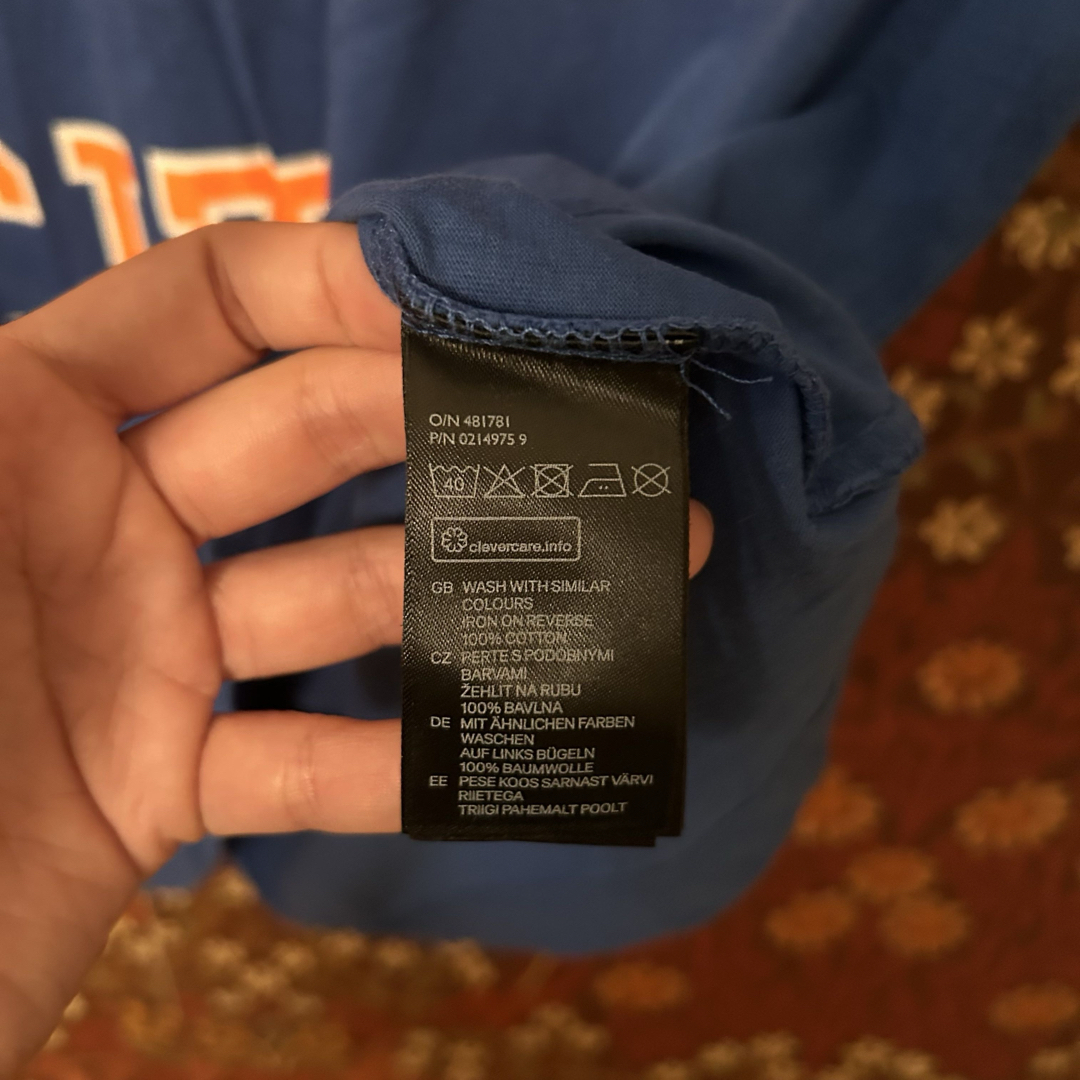 O/N 481781
P/N 0214975 9
40
clevercare.info
GB WASH WITH SIMILAR
COLOURS
IRON ON REVERSE
100% COTTON
CZ PERTE S PODOBNÝMI
BARVAMI
ŽEHLIT NA RUBU
100% BAVLNA
DE MIT ÄHNLICHEN FARBEN
WASCHEN
AUF LINKS BÜGELN
100% BAUMWOLLE
EE PESE KOOS SARNAST VÄRVI
RIIETEGA
TRIIGI PAHEMALT POOLT